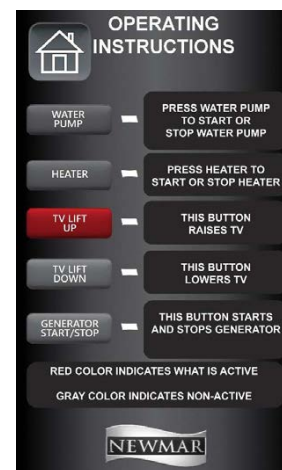 OPERATING
INSTRUCTIONS
WATER
PUMP
PRESS WATER PUMP
TO START OR
STOP WATER PUMP
HEATER
PRESS HEATER TO
START OR STOP HEATER
TV LIFT
UP
THIS BUTTON
RAISES TV
TV LIFT
DOWN
THIS BUTTON
LOWERS TV
GENERATOR
START/STOP
THIS BUTTON STARTS
AND STOPS GENERATOR
RED COLOR INDICATES WHAT IS ACTIVE
GRAY COLOR INDICATES NON-ACTIVE
NEWMAR